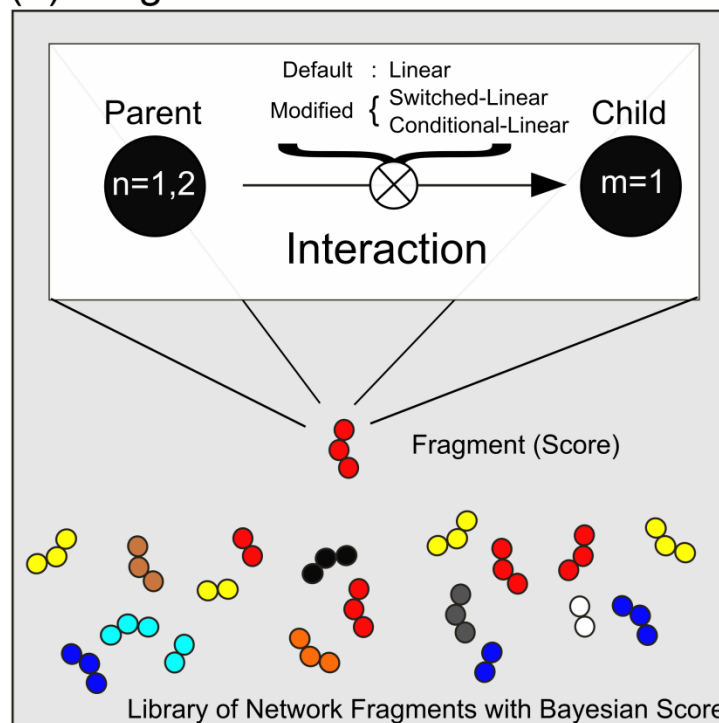 Default : Linear
Modified { Switched-Linear
Conditional-Linear
Parent
Child
n=1,2
m=1
Interaction
Fragment (Score)
Library of Network Fragments with Bayesian Score